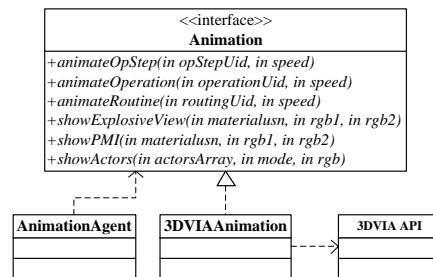 <<interface>>
Animation
+animateOpStep(in opStepUid, in speed)
+animateOperation(in operationUid, in speed)
+animateRoutine(in routingUid, in speed)
+showExplosiveView(in materialusn, in rgb1, in rgb2)
+showPMI(in materialusn, in rgb1, in rgb2)
+showActors(in actorsArray, in mode, in rgb)
AnimationAgent
3DVIAAnimation
3DVIA API